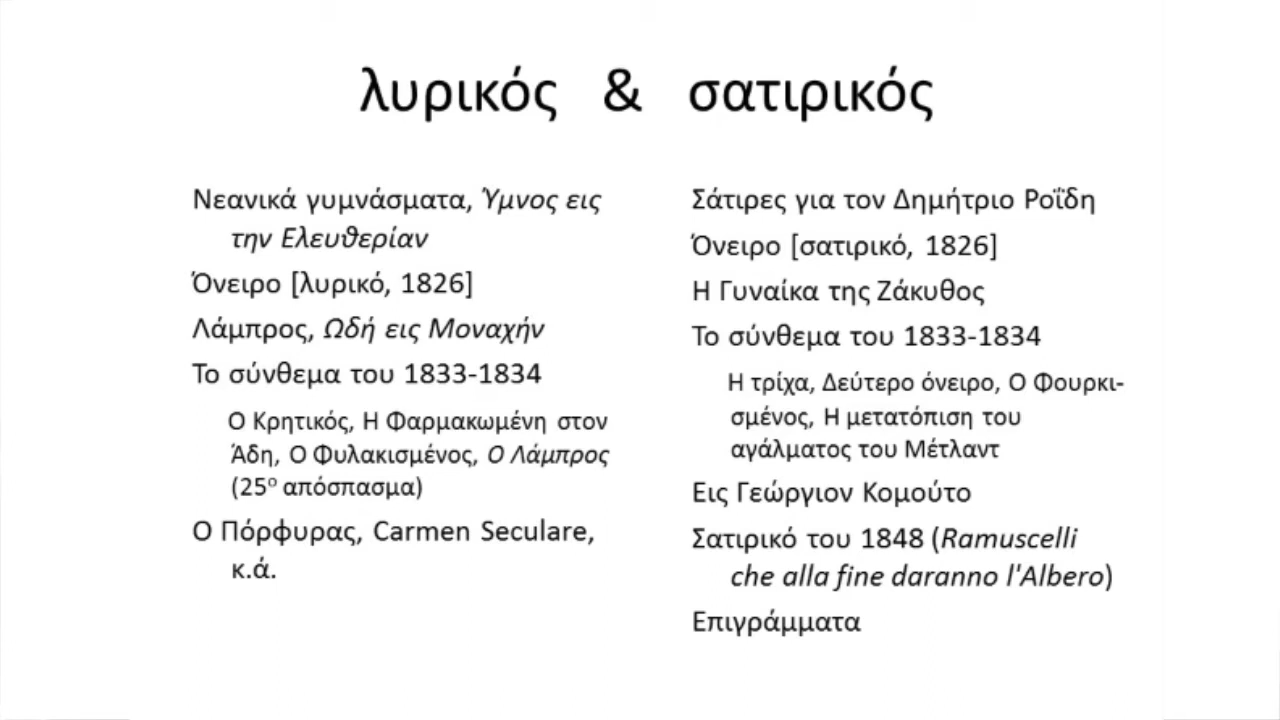 λυρικός & σατιρικός
Νεανικά γυμνάσματα, Ύμνος εις
την Ελευθερίαν
Όνειρο [λυρικό, 1826]
Λάμπρος, Ωδή εις Μοναχήν
Το σύνθεμα του 1833-1834
Ο Κρητικός, Η Φαρμακωμένη στον
Άδη, Ο Φυλακισμένος, Ο Λάμπρος
(25ο απόσπασμα)
Ο Πόρφυρας, Carmen Seculare,
κ.ά.
Σάτιρες για τον Δημήτριο Ροΐδη
Όνειρο [σατιρικό, 1826]
Η Γυναίκα της Ζάκυθος
Το σύνθεμα του 1833-1834
Η τρίχα, Δεύτερο όνειρο, Ο Φουρκι-
σμένος, Η μετατόπιση του
αγάλματος του Μέτλαντ
Εις Γεώργιον Κομούτο
Σατιρικό του 1848 (Ramuscelli
che alla fine daranno l'Albero)
Επιγράμματα